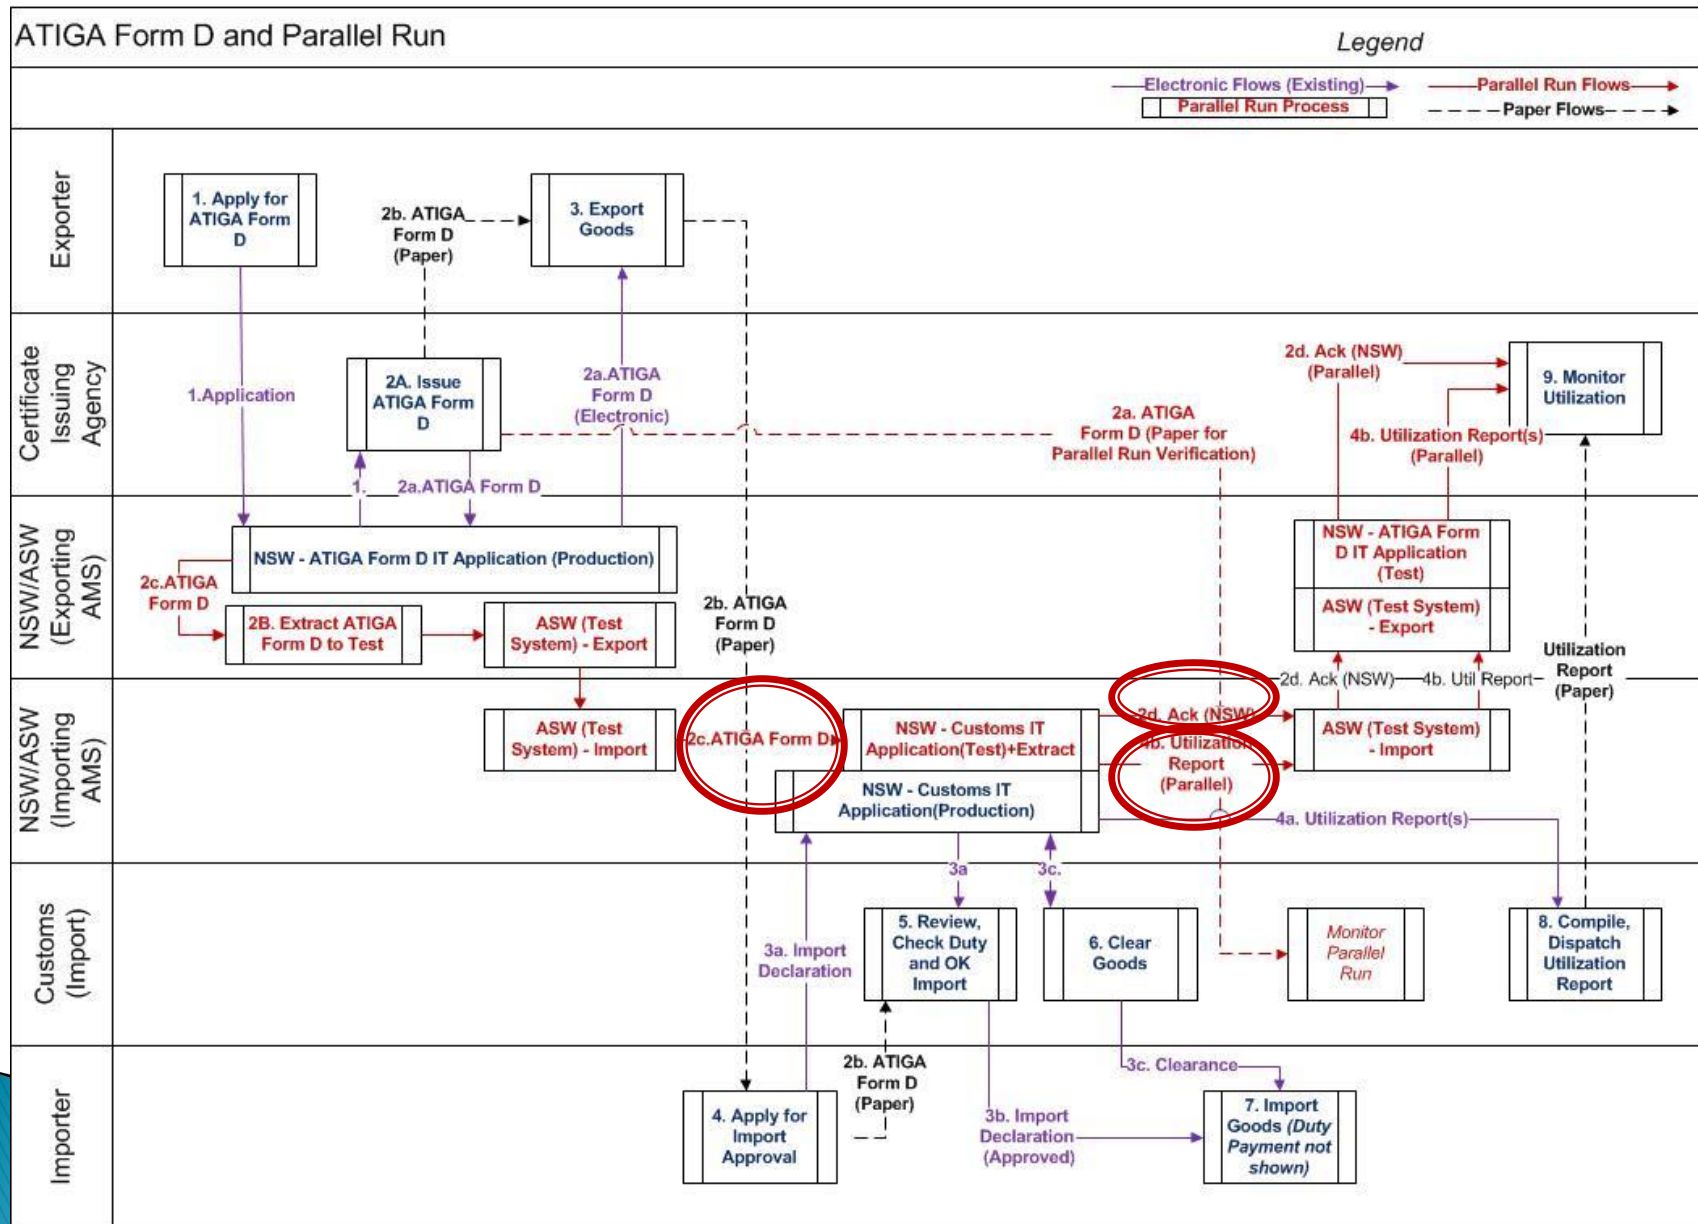 ATIGA Form D and Parallel Run
Legend
Electronic Flows (Existing)
Parallel Run Flows
Parallel Run Process
Paper Flows
Exporter
1. Apply for
ATIGA Form
D
2b. ATIGA
Form D
(Paper)
3. Export
Goods
Certificate
Issuing
Agency
1.Application
2A. Issue
ATIGA Form
D
2a.ATIGA
Form D
(Electronic)
2a. ATIGA
Form D (Paper for
Parallel Run Verification)
2d. Ack (NSW)
(Parallel)
9. Monitor
Utilization
4b. Utilization Report(s)
(Parallel)
1.
2a.ATIGA Form D
NSW/ASW
(Exporting
AMS)
NSW - ATIGA Form D IT Application (Production)
2c.ATIGA
Form D
2B. Extract ATIGA
Form D to Test
ASW (Test
System) - Export
2b. ATIGA
Form D
(Paper)
NSW - ATIGA Form
D IT Application
(Test)
ASW (Test System)
- Export
Utilization
Report
(Paper)
2d. Ack (NSW)
4b. Util Report
NSW/ASW
(Importing
AMS)
ASW (Test
System) - Import
2c.ATIGA Form D
NSW - Customs IT
Application(Test)+Extract
2d. Ack (NSW)
4b. Utilization
Report
(Parallel)
ASW (Test System)
- Import
NSW - Customs IT
Application(Production)
4a. Utilization Report(s)
Customs
(Import)
3a
3c.
3a. Import
Declaration
5. Review,
Check Duty
and OK
Import
6. Clear
Goods
Monitor
Parallel
Run
8. Compile,
Dispatch
Utilization
Report
Importer
4. Apply for
Import
Approval
2b. ATIGA
Form D
(Paper)
3b. Import
Declaration
(Approved)
3c. Clearance
7. Import
Goods (Duty
Payment not
shown)